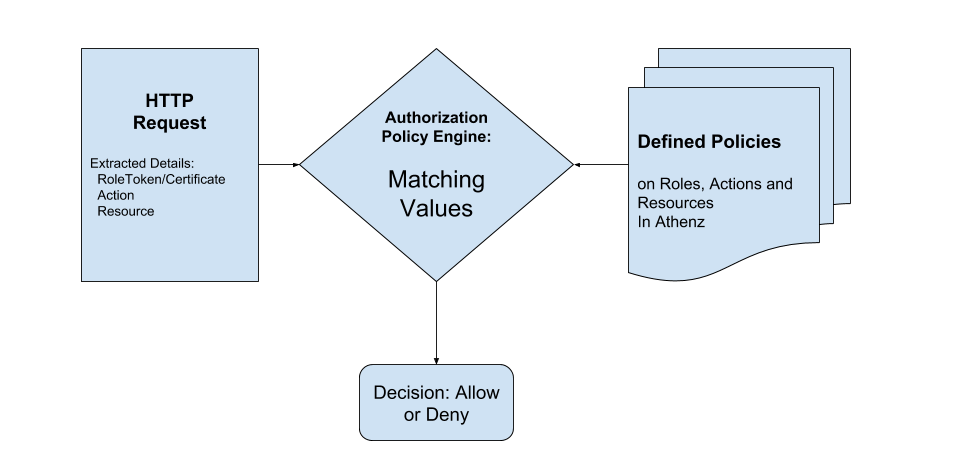 HTTP
Request
Extracted Details:
RoleToken/Certificate
Action
Resource
Authorization
Policy Engine:
Matching
Values
Defined Policies
on Roles, Actions and
Resources
In Athenz
Decision: Allow
or Deny